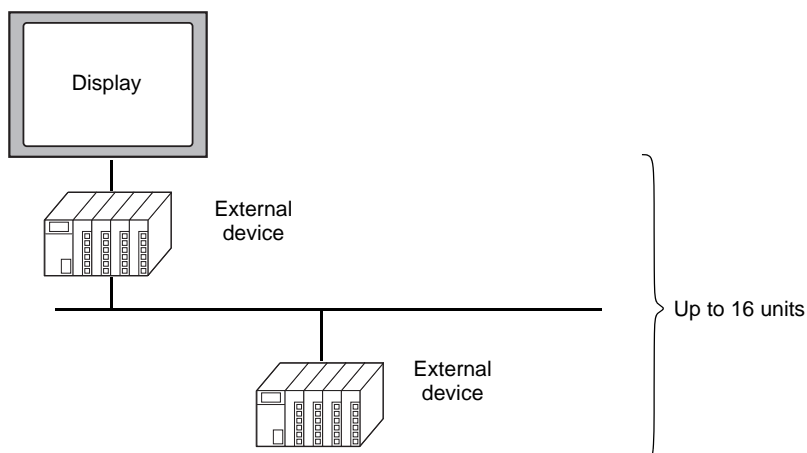 Display
External
device
Up to 16 units
External
device